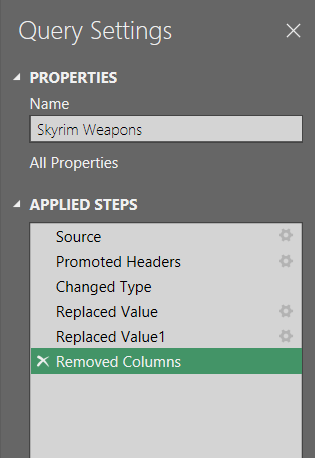 Query Settings
PROPERTIES
Name
Skyrim Weapons
All Properties
APPLIED STEPS
Source
Promoted Headers
Changed Type
Replaced Value
Replaced Value1
Removed Columns